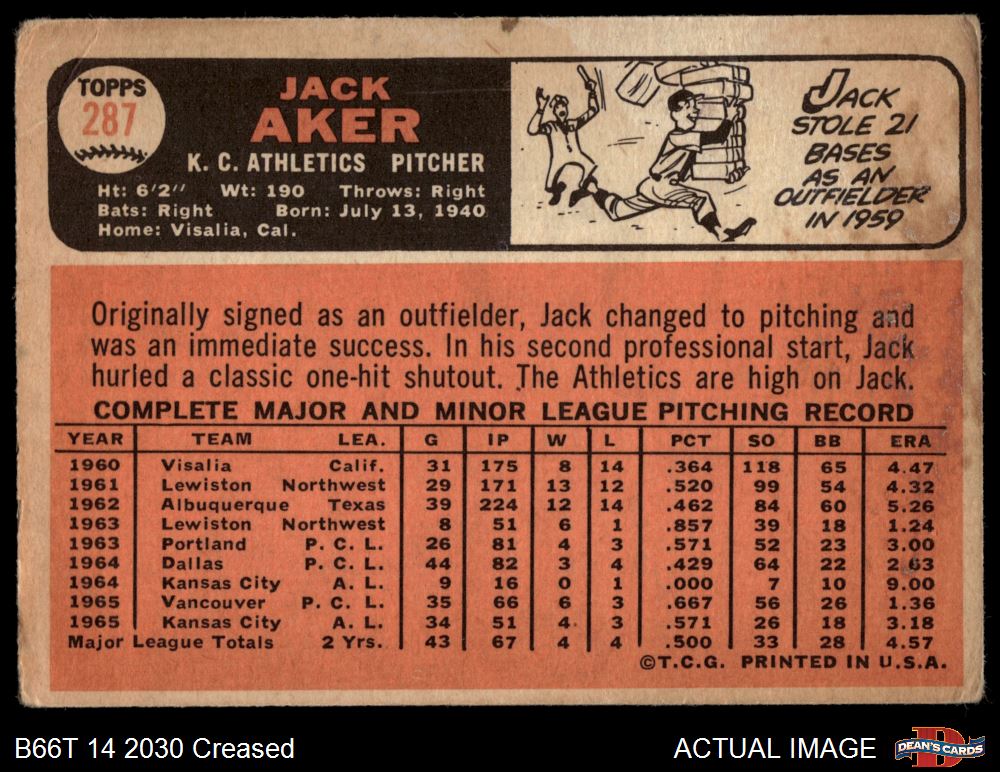 TOPPS
287
JACK
AKER
K. C. ATHLETICS PITCHER
Ht: 6'2" Wt: 190 Throws: Right
Bats: Right Born: July 13, 1940
Home: Visalia, Cal.
JACK
STOLE 21
BASES
AS AN
OUTFIELDER
IN 1959
Originally signed as an outfielder, Jack changed to pitching and
was an immediate success. In his second professional start, Jack
hurled a classic one-hit shutout. The Athletics are high on Jack.
COMPLETE MAJOR AND MINOR LEAGUE PITCHING RECORD
YEAR TEAM LEA. G IP W L PCT SO BB ERA
1960 Visalia Calif. 31 175 8 14 .364 118 65 4.47
1961 Lewiston Northwest 29 171 13 12 .520 99 54 4.32
1962 Albuquerque Texas 39 224 12 14 .462 84 60 5.26
1963 Lewiston Northwest 8 51 6 1 .857 39 18 1.24
1963 Portland P. C. L. 26 81 4 3 .571 52 23 3.00
1964 Dallas P. C. L. 44 82 3 4 .429 64 22 2.63
1964 Kansas City A. L. 9 16 0 1 .000 7 10 9.00
1965 Vancouver P. C. L. 35 66 6 3 .667 56 26 1.36
1965 Kansas City A. L. 34 51 4 3 .571 26 18 3.18
Major League Totals 2 Yrs. 43 67 4 4 .500 33 28 4.57
©T.C.G. PRINTED IN U.S.A.
B66T 14 2030 Creased
ACTUAL IMAGE
DEAN'S CARDS